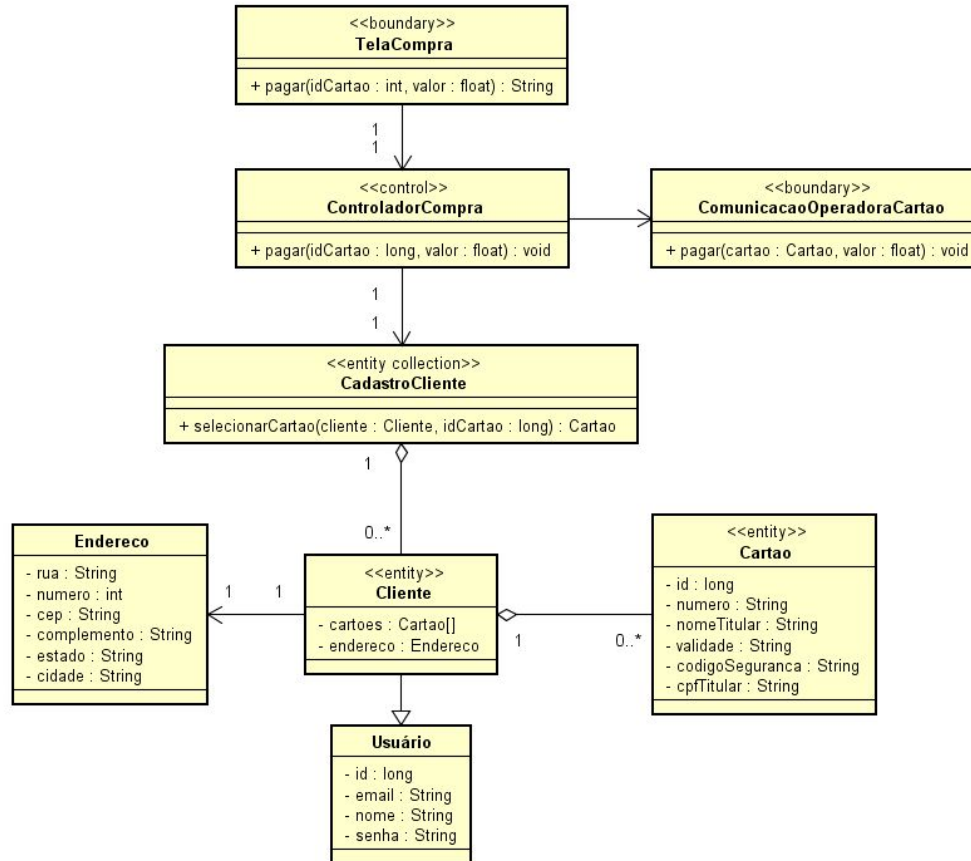 <<boundary>>
TelaCompra
+ pagar(idCartao : int, valor : float) : String
1
1
<<control>>
ControladorCompra
+ pagar(idCartao : long, valor : float) : void
<<boundary>>
ComunicacaoOperadoraCartao
+ pagar(cartao : Cartao, valor : float) : void
1
1
<<entity collection>>
CadastroCliente
+ selecionarCartao(cliente : Cliente, idCartao : long) : Cartao
1
0..*
Endereco
- rua : String
- numero : int
- cep : String
- complemento : String
- estado : String
- cidade : String
1
1
<<entity>>
Cliente
- cartoes : Cartao[]
- endereco : Endereco
1
0..*
<<entity>>
Cartao
- id : long
- numero : String
- nomeTitular : String
- validade : String
- codigoSeguranca : String
- cpfTitular : String
Usuário
- id : long
- email : String
- nome : String
- senha : String